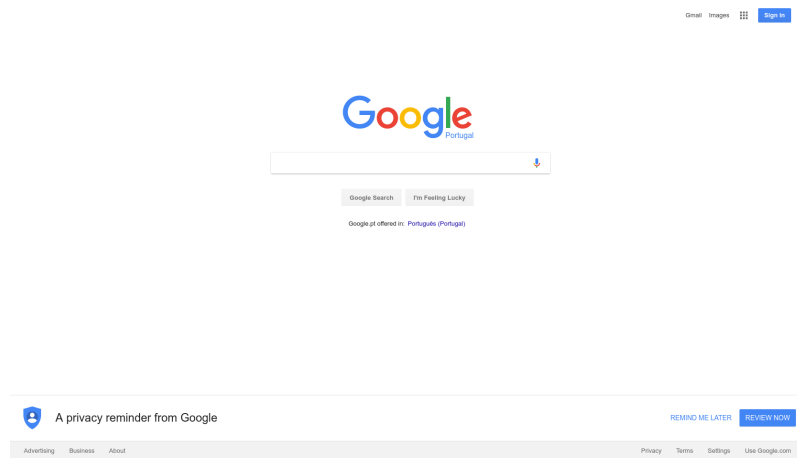 Gmail Images Sign in
Google
Portugal
Google Search I'm Feeling Lucky
Google.pt offered in: Português (Portugal)
A privacy reminder from Google REMIND ME LATER REVIEW NOW
Advertising Business About Privacy Terms Settings Use Google.com